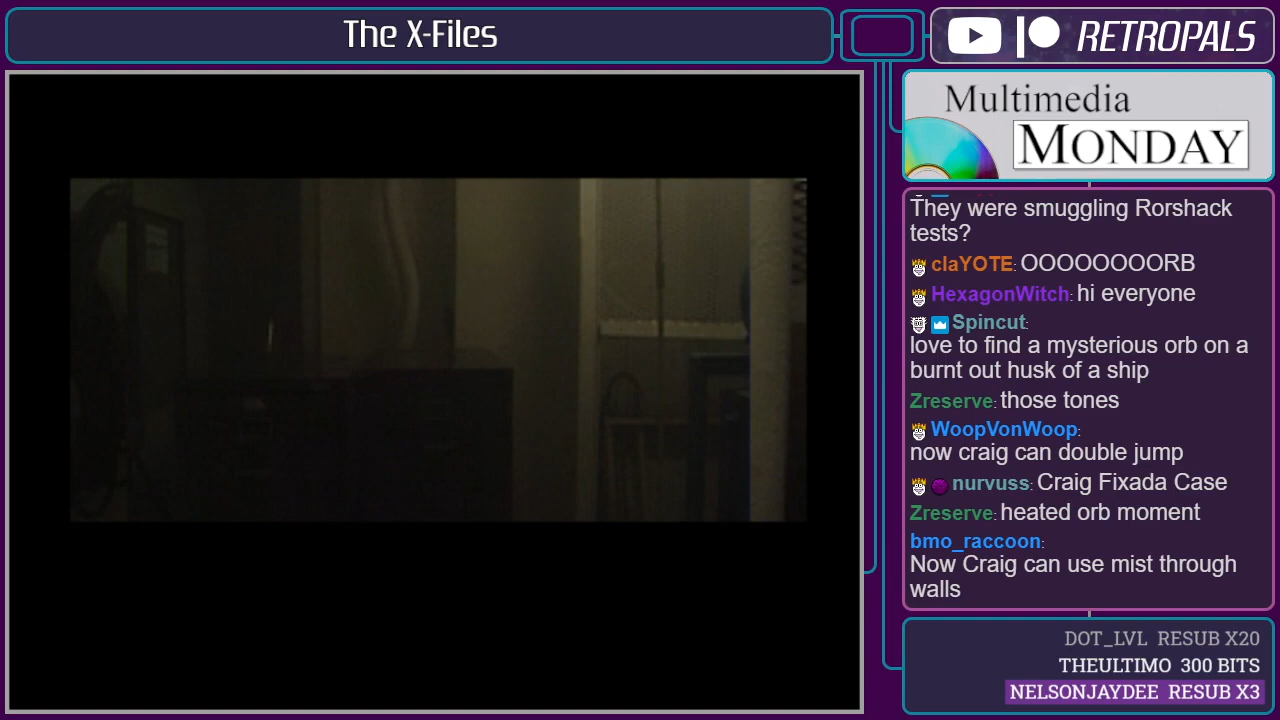 The X-Files
RETROPALS
Multimedia
MONDAY
They were smuggling Rorshack
tests?
claYOTE: OOOOOOOORB
HexagonWitch: hi everyone
Spincut:
love to find a mysterious orb on a
burnt out husk of a ship
Zreserve: those tones
WoopVonWoop:
now craig can double jump
nurvuss: Craig Fixada Case
Zreserve: heated orb moment
bmo_raccoon:
Now Craig can use mist through
walls
DOT_LVL RESUB X20
THEULTIMO 300 BITS
NELSONJAYDEE RESUB X3